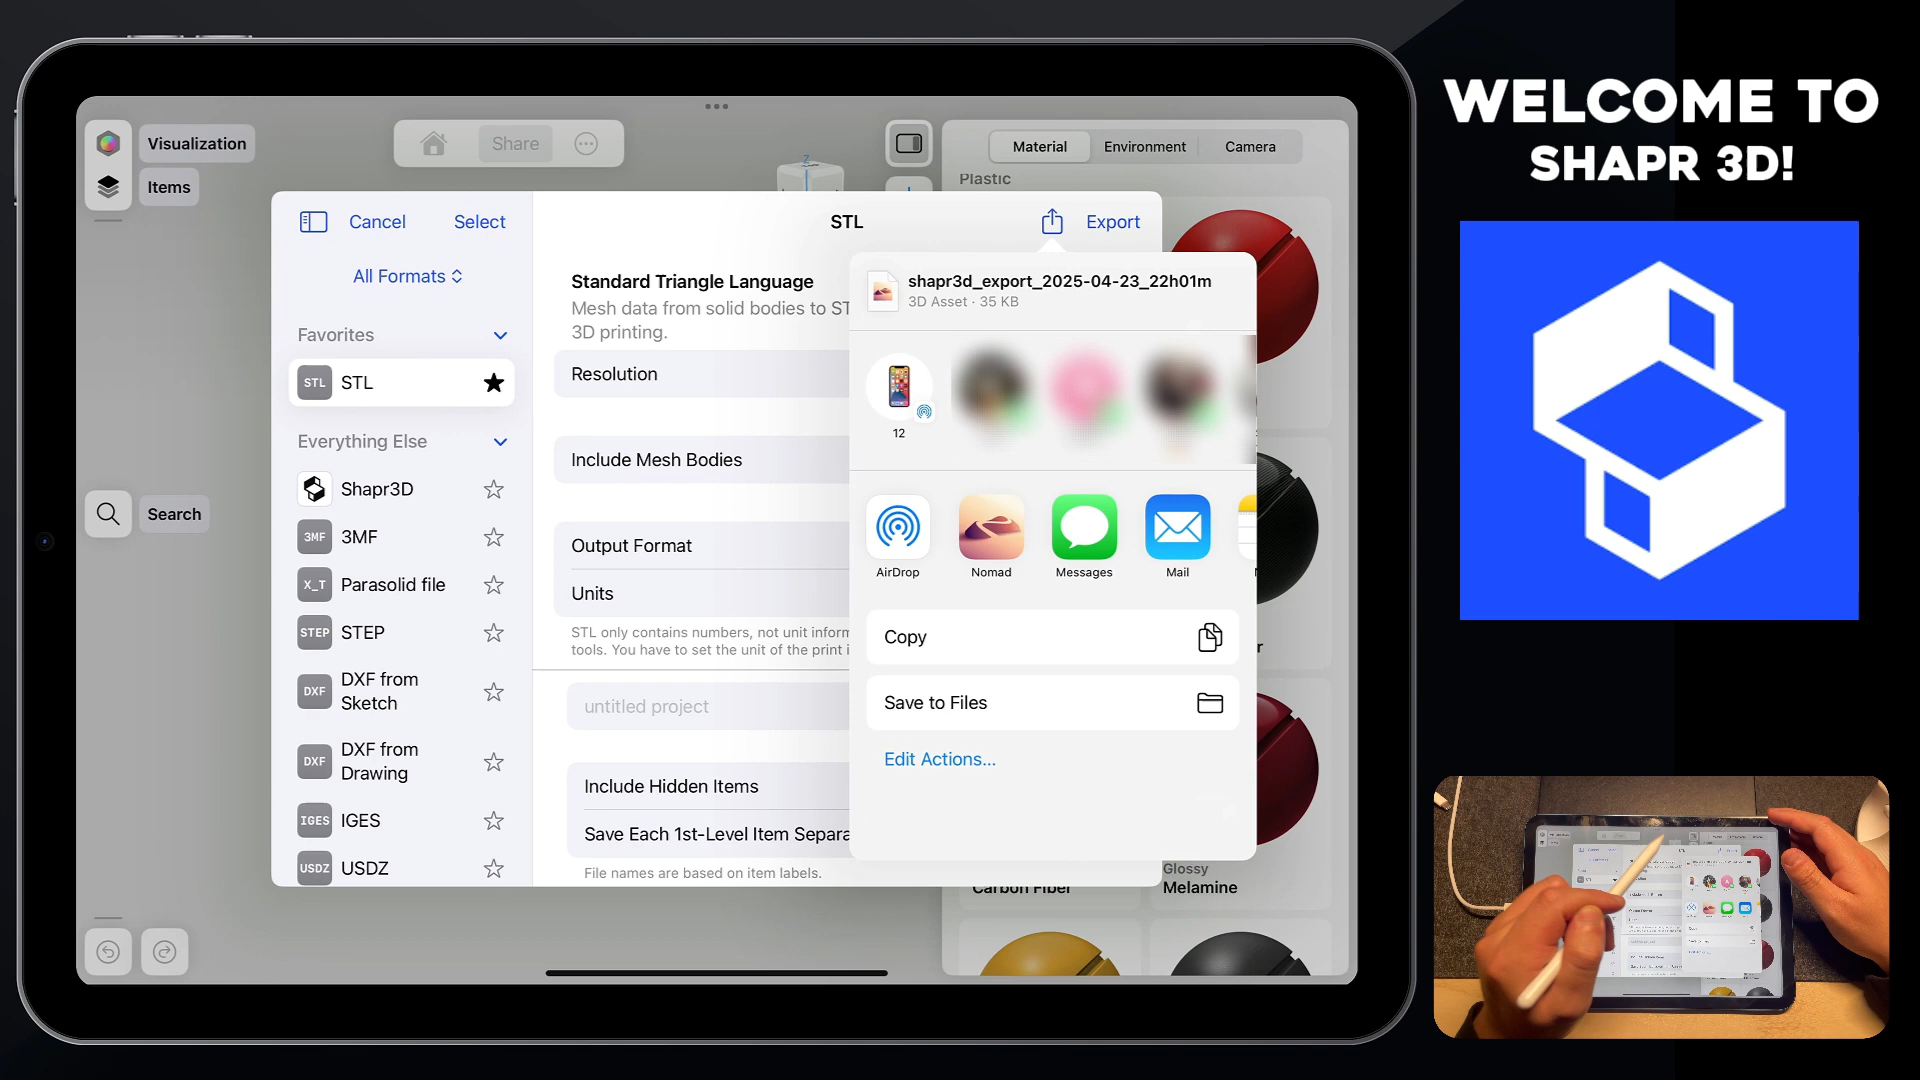 WELCOME TO
SHAPR 3D!
Visualization
Items
Search
Share
Z
Material
Environment
Camera
Plastic
Cancel
Select
All Formats
Favorites
STL
STL
Everything Else
Shapr3D
3MF
3MF
X_T
Parasolid file
STEP
STEP
DXF
DXF from
Sketch
DXF
DXF from
Drawing
IGES
IGES
USDZ
USDZ
STL
Export
Standard Triangle Language
Mesh data from solid bodies to ST
3D printing.
Resolution
Include Mesh Bodies
Output Format
Units
STL only contains numbers, not unit inform
tools. You have to set the unit of the print i
untitled project
Include Hidden Items
Save Each 1st-Level Item Separa
File names are based on item labels.
shapr3d_export_2025-04-23_22h01m
3D Asset · 35 KB
12
AirDrop
Nomad
Messages
Mail
Copy
Save to Files
Edit Actions...
r
Carbon Fiber
Glossy
Melamine